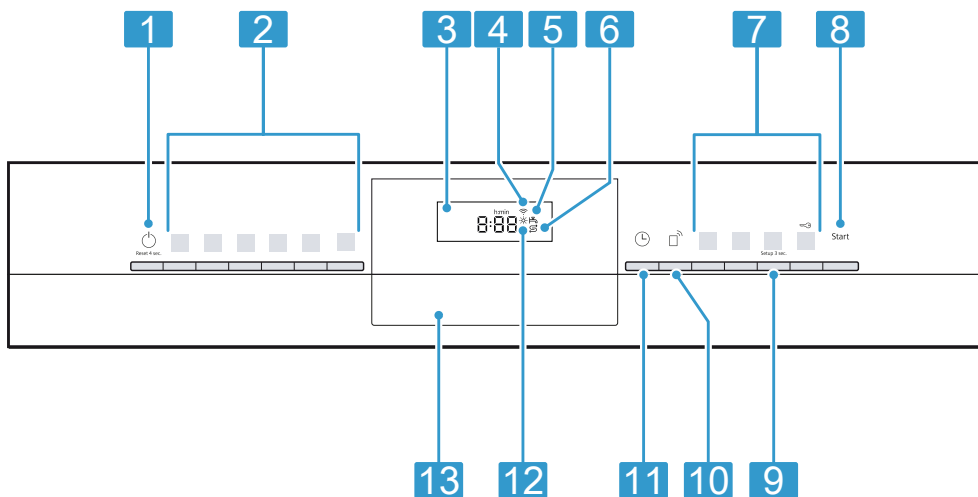 1 2 3 4 5 6 7 8
h:min
8:88
Reset 4 sec.
Setup 3 sec.
Start
13 12 11 10 9